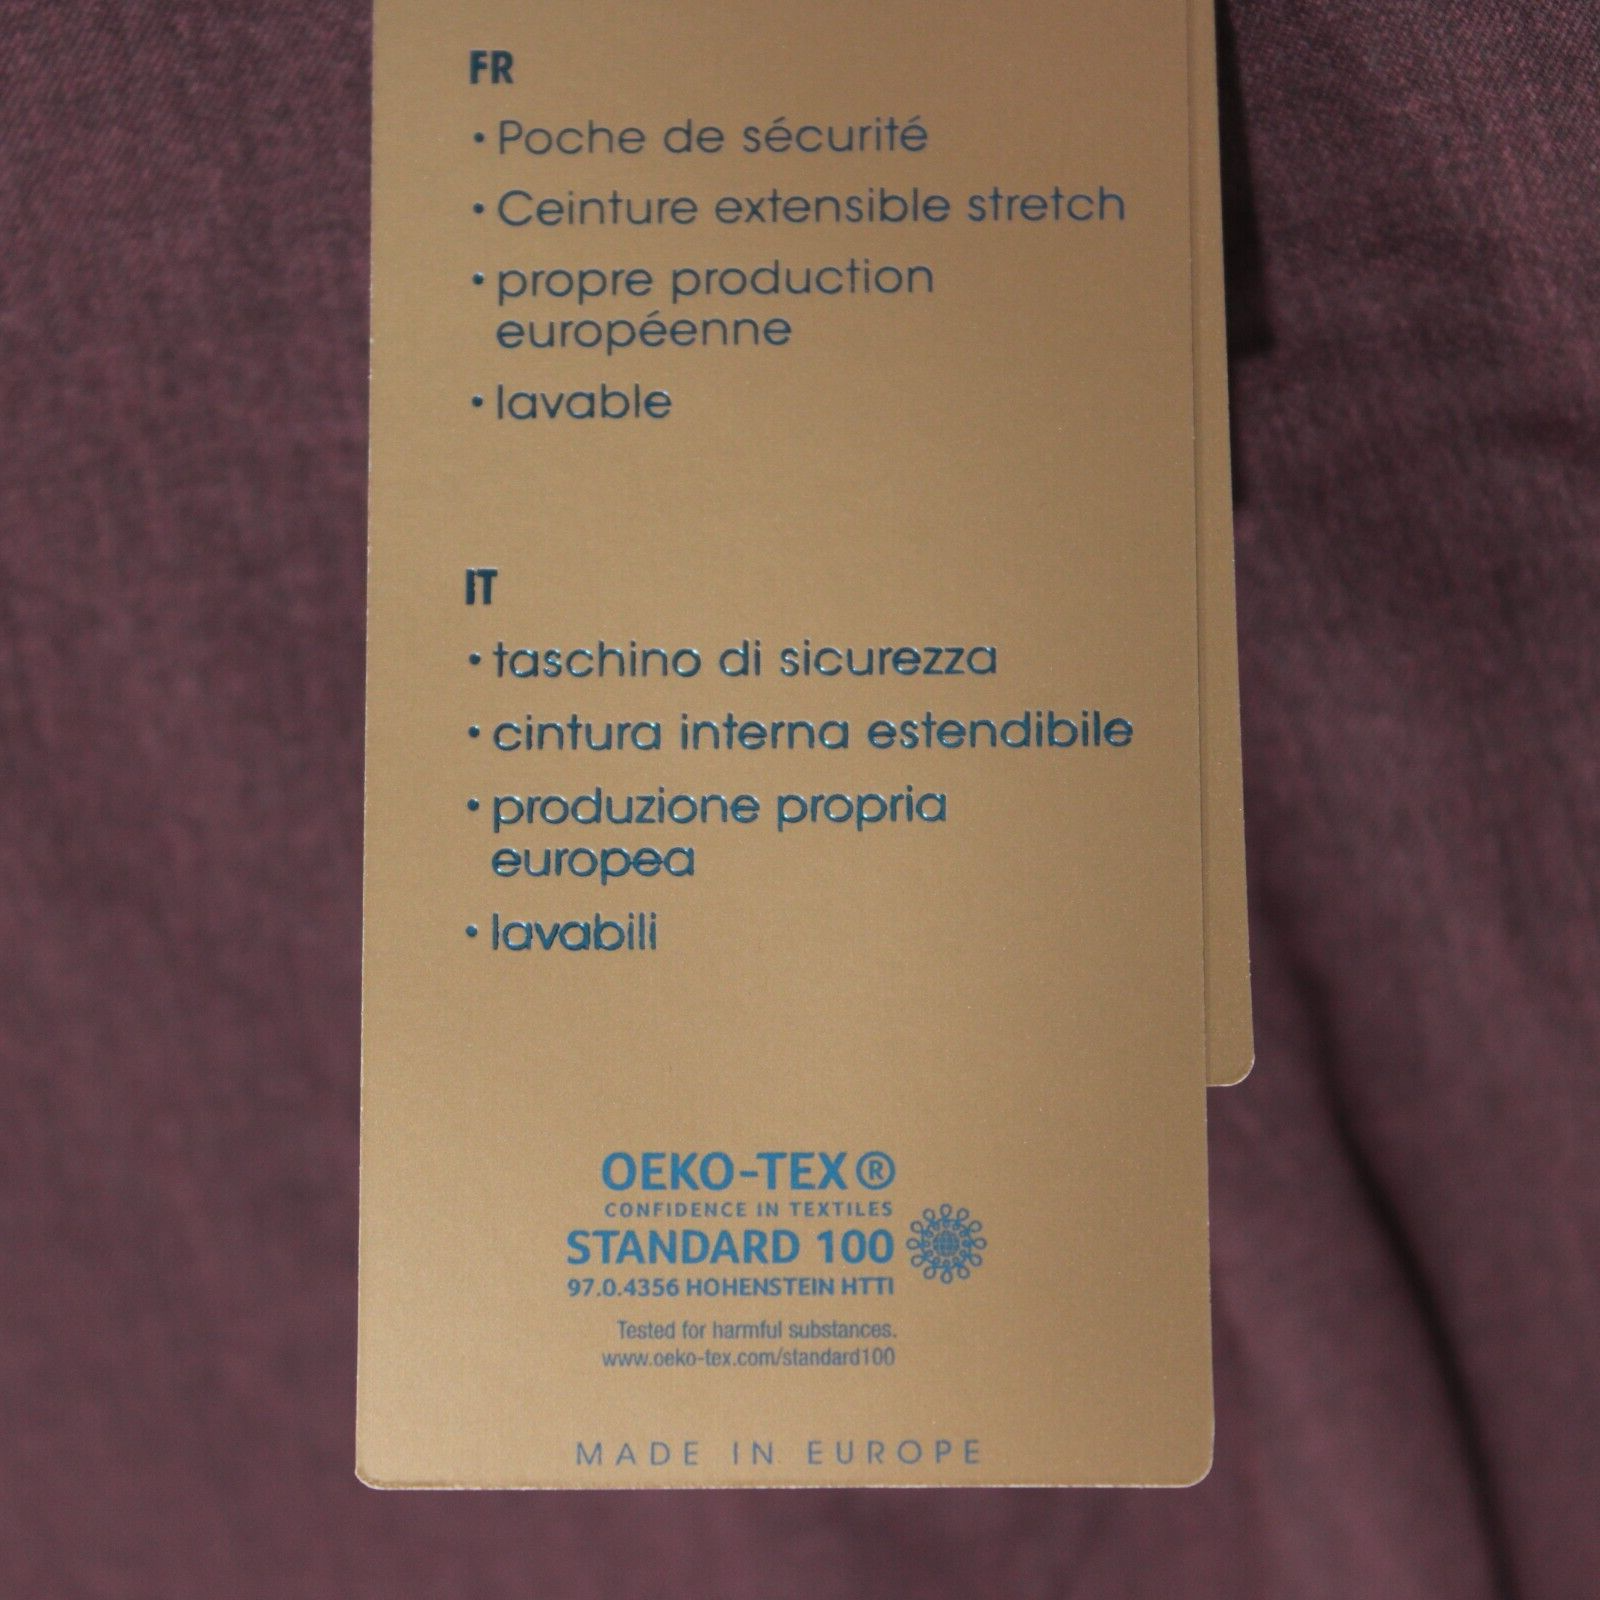 FR
• Poche de sécurité
• Ceinture extensible stretch
• propre production
européenne
• lavable
IT
• taschino di sicurezza
• cintura interna estendibile
• produzione propria
europea
• lavabili
OEKO-TEX®
CONFIDENCE IN TEXTILES
STANDARD 100
97.0.4356 HOHENSTEIN HTTI
Tested for harmful substances.
www.oeko-tex.com/standard100
MADE IN EUROPE